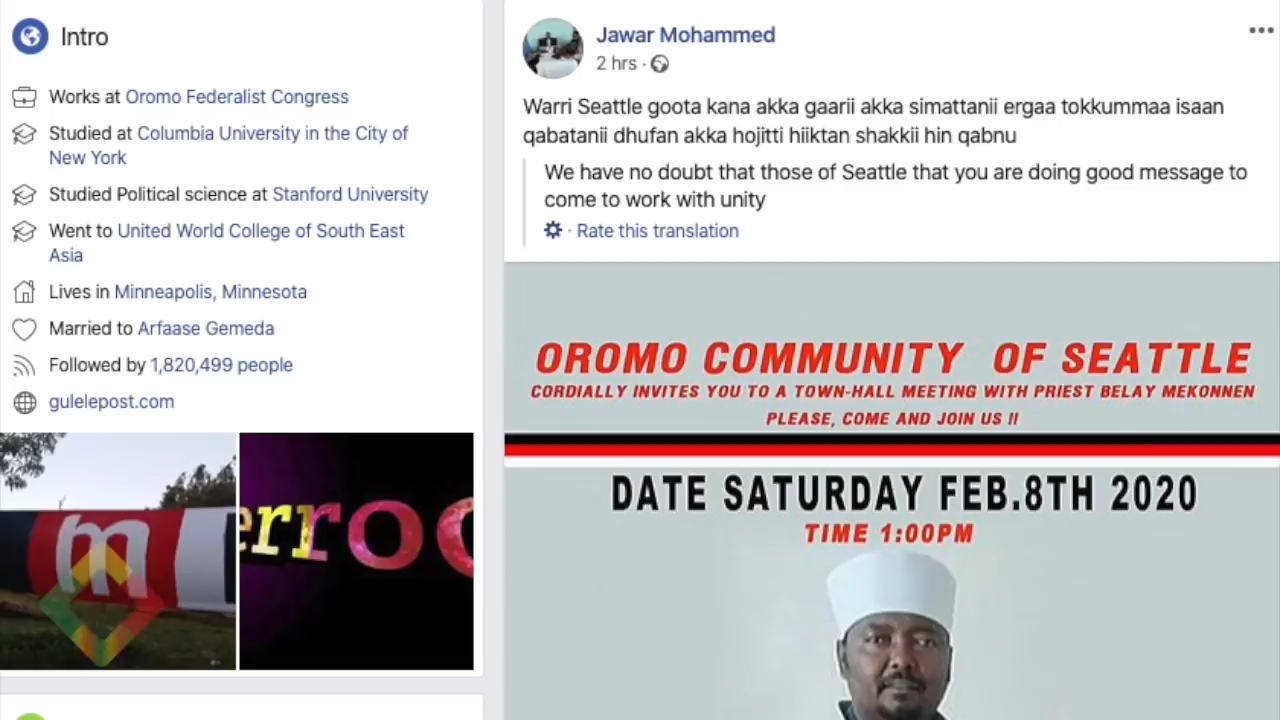 Intro
Works at Oromo Federalist Congress
Studied at Columbia University in the City of
New York
Studied Political science at Stanford University
Went to United World College of South East
Asia
Lives in Minneapolis, Minnesota
Married to Arfaase Gemeda
Followed by 1,820,499 people
gulelepost.com
m
erroo
Jawar Mohammed
2 hrs ·
Warri Seattle goota kana akka gaarii akka simattanii ergaa tokkummaa isaan
qabatanii dhufan akka hojitti hiiktan shakkii hin qabnu
We have no doubt that those of Seattle that you are doing good message to
come to work with unity
· Rate this translation
OROMO COMMUNITY OF SEATTLE
CORDIALLY INVITES YOU TO A TOWN-HALL MEETING WITH PRIEST BELAY MEKONNEN
PLEASE, COME AND JOIN US !!
DATE SATURDAY FEB.8TH 2020
TIME 1:00PM